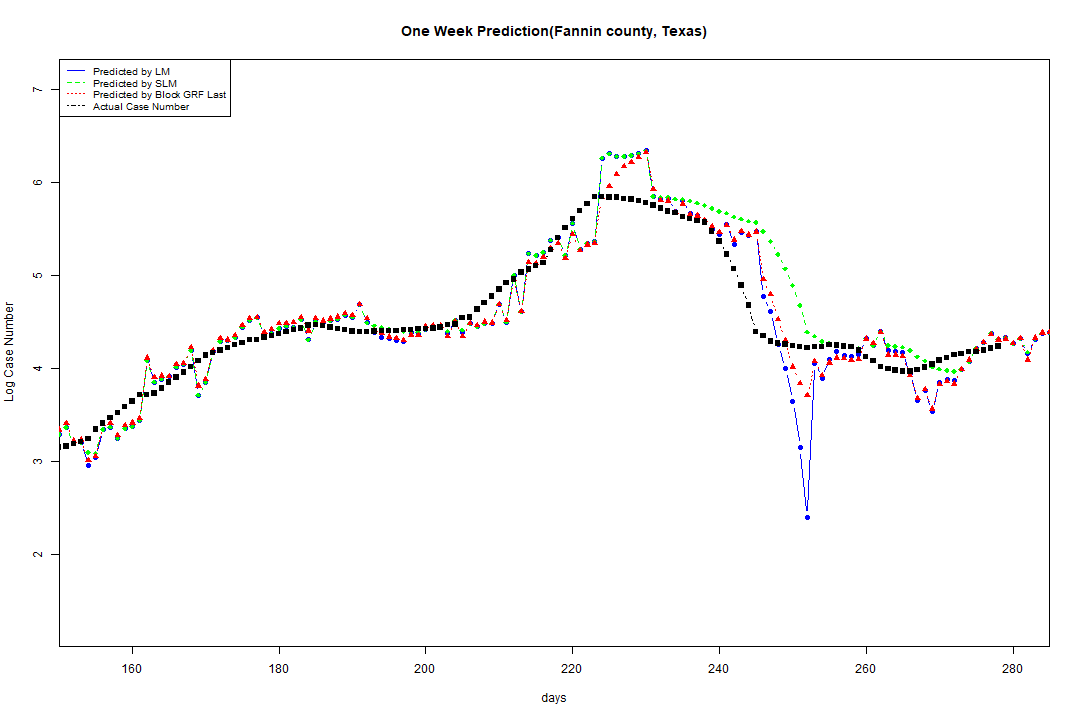 One Week Prediction(Fannin county, Texas)
Predicted by LM
Predicted by SLM
Predicted by Block GRF Last
Actual Case Number
7
6
5
4
3
2
Log Case Number
160 180 200 220 240 260 280
days